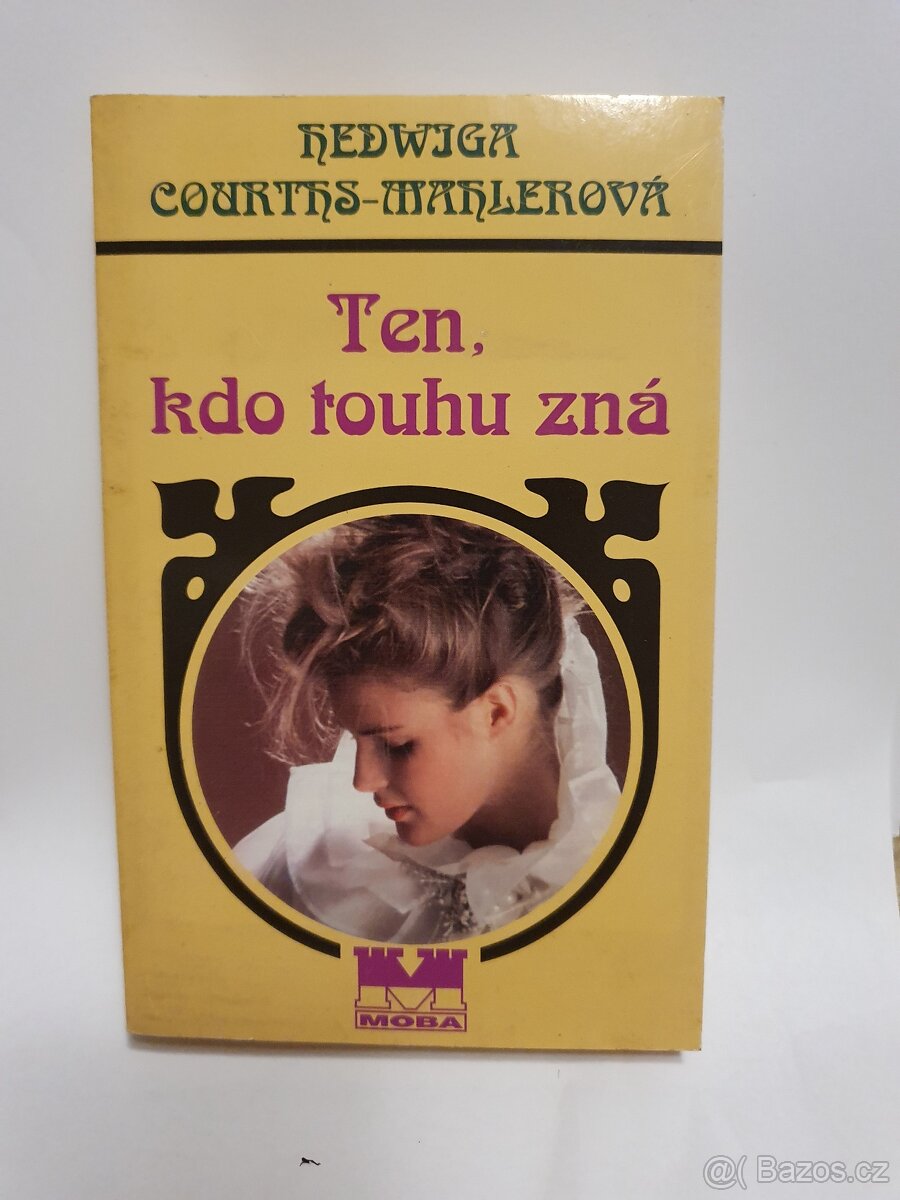 HEDWIGA
COURTHS-MAHLEROVÁ
Ten,
kdo touhu zná
M
MOBA
@( Bazos.cz